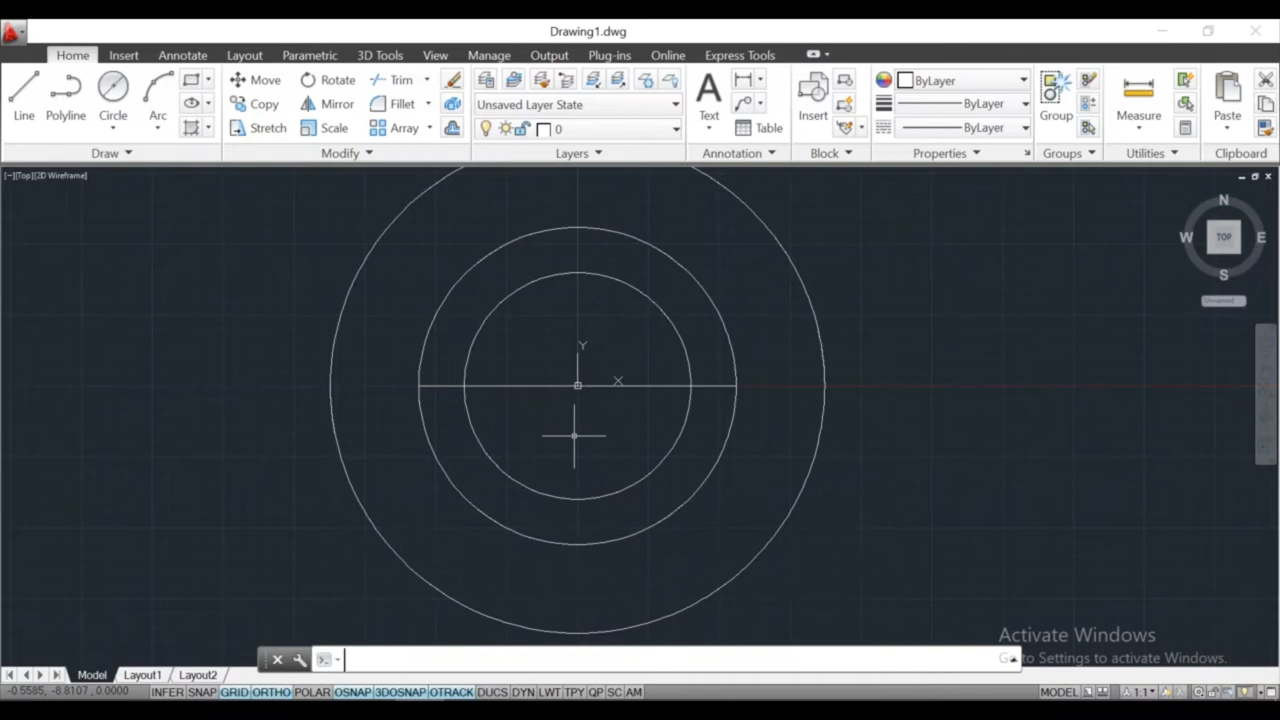 Drawing1.dwg
Home Insert Annotate Layout Parametric 3D Tools View Manage Output Plug-ins Online Express Tools
Line Polyline Circle Arc
Move Rotate Trim
Copy Mirror Fillet
Stretch Scale Array
Unsaved Layer State
0
Text
Table
Insert
ByLayer
ByLayer
ByLayer
Group
Measure
Paste
Draw Modify Layers Annotation Block Properties Groups Utilities Clipboard
[−][Top][2D Wireframe]
N
W TOP E
S
Unnamed
Y
X
Activate Windows
Go to Settings to activate Windows.
Model Layout1 Layout2
-0.5585, -8.8107 , 0.0000 INFER SNAP GRID ORTHO POLAR OSNAP 3DOSNAP OTRACK DUCS DYN LWT TPY QP SC AM MODEL 1:1